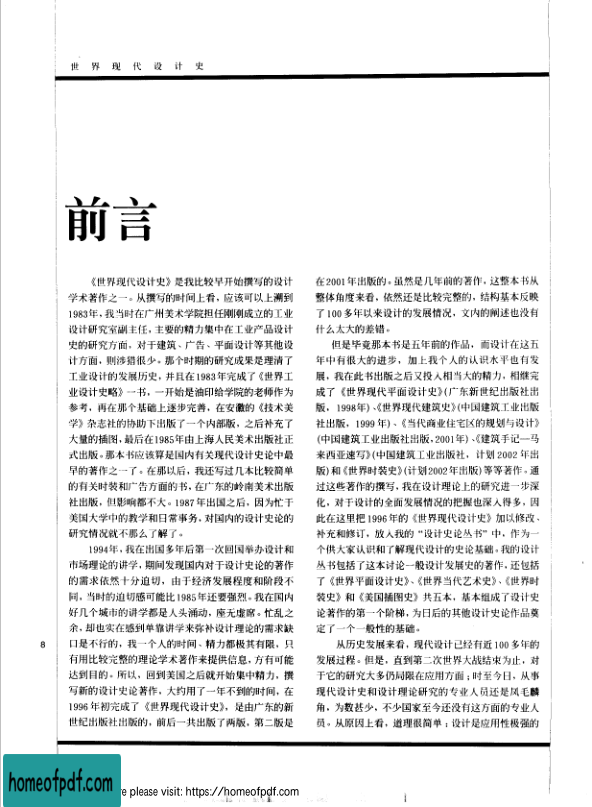 世界现代设计史
前言
《世界现代设计史》是我比较早开始撰写的设计
学术著作之一。从撰写的时间上看，应该可以上溯到
1983年，我当时在广州美术学院担任刚刚成立的工业
设计研究室副主任，主要的精力集中在工业产品设计
史的研究方面，对于建筑、广告、平面设计等其他设
计方面，则涉猎很少。那个时期的研究成果是理清了
工业设计的发展历史，并且在1983年完成了《世界工
业设计史略》一书，一开始是油印给学院的老师作为
参考，再在那个基础上逐步完善，在安徽的《技术美
学》杂志社的协助下出版了一个内部版，之后补充了
大量的插图，最后在1985年由上海人民美术出版社正
式出版。那本书应该算是国内有关现代设计史论中最
早的著作之一了。在那以后，我还写过几本比较简单
的有关时装和广告方面的书，在广东的岭南美术出版
社出版，但影响都不大。1987年出国之后，因为忙于
美国大学中的教学和日常事务，对国内的设计史论的
研究情况就不那么了解了。
1994年，我在出国多年后第一次回国举办设计和
市场理论的讲学，期间发现国内对于设计史论的著作
的需求依然十分迫切，由于经济发展程度和阶段不
同，当时的迫切感可能比1985年还要强烈。我在国内
好几个城市的讲学都是人头涌动，座无虚席。忙乱之
余，却也实在感到单靠讲学来弥补设计理论的需求缺
口是不行的，我一个人的时间、精力都极其有限，只
有用比较完整的理论学术著作来提供信息，方有可能
达到目的。所以，回到美国之后就开始集中精力，撰
写新的设计史论著作，大约用了一年不到的时间，在
1996年初完成了《世界现代设计史》，是由广东的新
世纪出版社出版的，前后一共出版了两版，第二版是
在2001年出版的。虽然是几年前的著作，这整本书从
整体角度来看，依然还是比较完整的，结构基本反映
了100多年以来设计的发展情况，文内的阐述也没有
什么太大的差错。
但是毕竟那本书是五年前的作品，而设计在这五
年中有很大的进步，加上我个人的认识水平也有发
展，我在此书出版之后又投入相当大的精力，相继完
成了《世界现代平面设计史》(广东新世纪出版社出
版，1998年)、《世界现代建筑史》(中国建筑工业出版
社出版，1999年)、《当代商业住宅区的规划与设计》
(中国建筑工业出版社出版，2001年)、《建筑手记—马
来西亚速写》(中国建筑工业出版社，计划2002年出
版)和《世界时装史》(计划2002年出版)等等著作。通
过这些著作的撰写，我在设计理论上的研究进一步深
化，对于设计的全面发展情况的把握也深入得多，因
此在这里把1996年的《世界现代设计史》加以修改、
补充和修订，放入我的“设计史论丛书”中，作为一
个供大家认识和了解现代设计的史论基础。我的设计
丛书包括了这本讨论一般设计发展史的著作，还包括
了《世界平面设计史》、《世界当代艺术史》、《世界时
装史》和《美国插图史》共五本，基本组成了设计史
论著作的第一个阶梯，为日后的其他设计史论作品奠
定了一个一般性的基础。
从历史发展来看，现代设计已经有近100多年的
发展过程。但是，直到第二次世界大战结束为止，对
于它的研究大多仍局限在应用方面；时至今日，从事
现代设计史和设计理论研究的专业人员还是凤毛麟
角，为数甚少，不少国家至今还没有这方面的专业人
员。从原因上看，道理很简单：设计是应用性极强的
8
homeofpdf.com
re please visit: https://homeofpdf.com